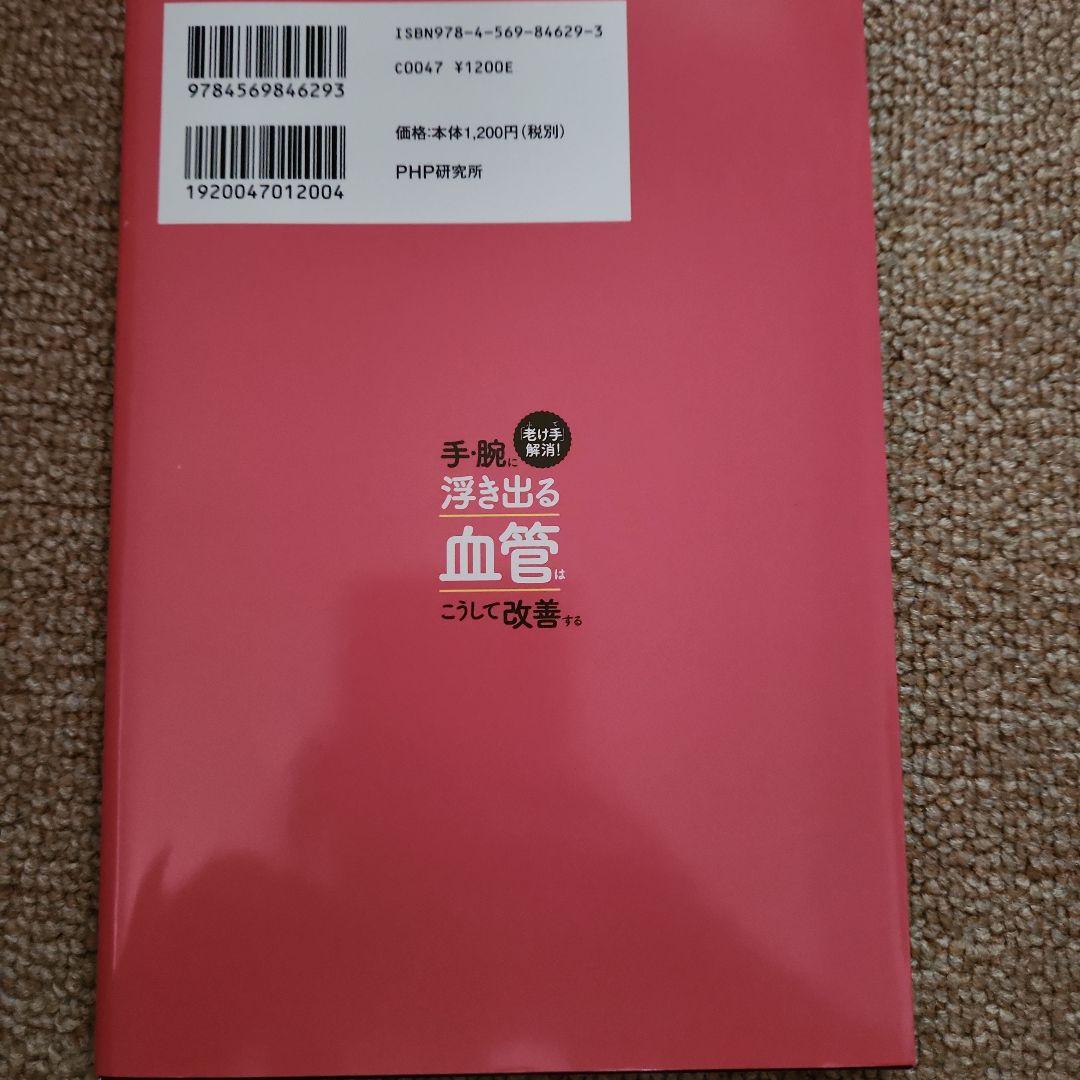 ISBN978-4-569-84629-3
C0047 ¥1200E
9784569846293
価格:本体1,200円(税別)
1920047012004
PHP研究所
「老け手」
解消!
手・腕に
浮き出る
血管は
こうして改善する